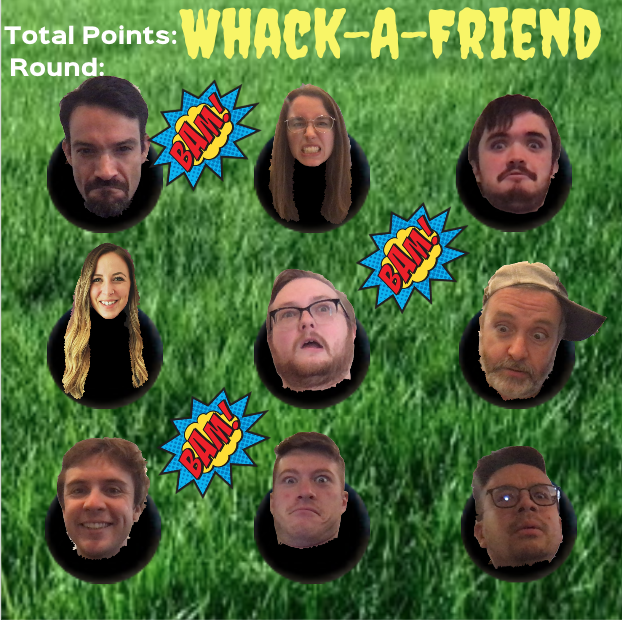 Total Points:
WHACK-A-FRIEND
Round:
BAM!
BAM!
BAM!